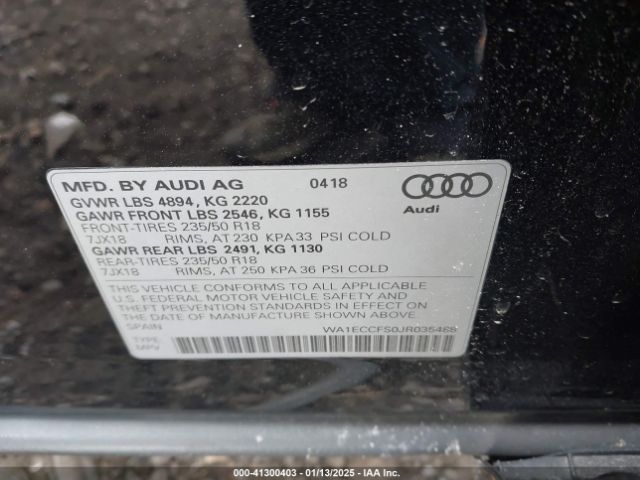 MFD. BY AUDI AG 0418
GVWR LBS 4894, KG 2220
GAWR FRONT LBS 2546, KG 1155
FRONT-TIRES 235/50 R18
7JX18 RIMS, AT 230 KPA 33 PSI COLD
GAWR REAR LBS 2491, KG 1130
REAR-TIRES 235/50 R18
7JX18 RIMS, AT 250 KPA 36 PSI COLD
Audi
THIS VEHICLE CONFORMS TO ALL APPLICABLE
U.S. FEDERAL MOTOR VEHICLE SAFETY AND
THEFT PREVENTION STANDARDS IN EFFECT ON
THE DATE OF MANUFACTURE SHOWN ABOVE.
SPAIN WA1ECCFS0JR035468
TYPE:
MPV
000-41300403 — 01/13/2025 — IAA Inc.